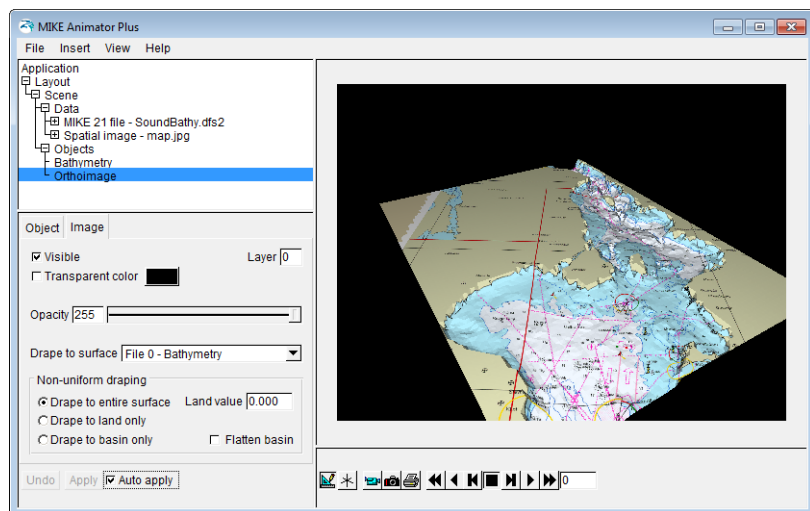 MIKE Animator Plus
File Insert View Help
Application
Layout
Scene
Data
MIKE 21 file - SoundBathy.dfs2
Spatial image - map.jpg
Objects
Bathymetry
Orthoimage
Object Image
Visible Layer 0
Transparent color
Opacity 255
Drape to surface File 0 - Bathymetry
Non-uniform draping
Drape to entire surface Land value 0.000
Drape to land only
Drape to basin only Flatten basin
Undo Apply Auto apply
0